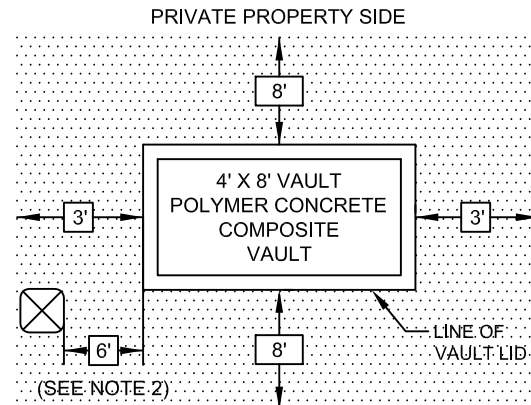 PRIVATE PROPERTY SIDE
8'
4' X 8' VAULT
POLYMER CONCRETE
COMPOSITE
VAULT
3'
3'
6'
8'
LINE OF
VAULT LID
(SEE NOTE 2)